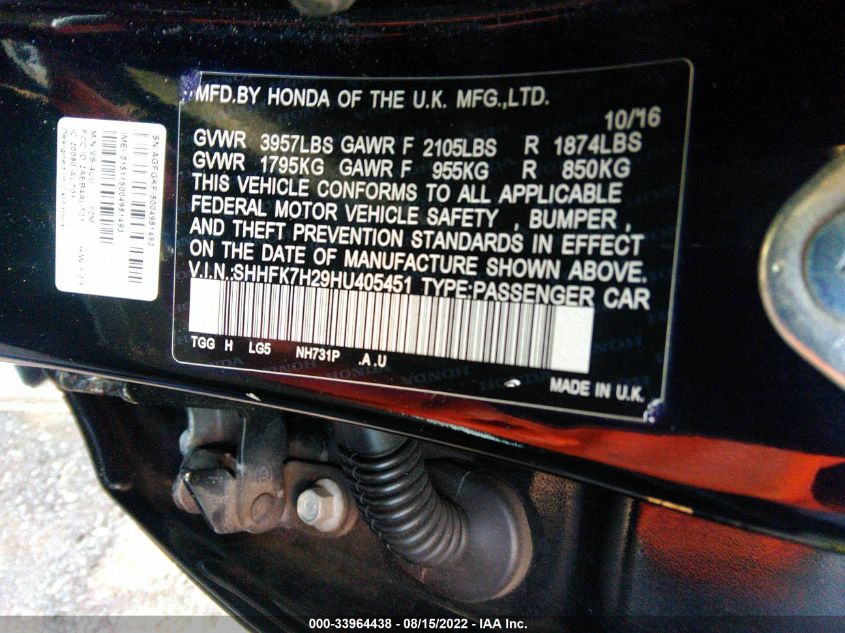 MFD.BY HONDA OF THE U.K. MFG.,LTD.
10/16
GVWR 3957LBS GAWR F 2105LBS R 1874LBS
GVWR 1795KG GAWR F 955KG R 850KG
THIS VEHICLE CONFORMS TO ALL APPLICABLE
FEDERAL MOTOR VEHICLE SAFETY , BUMPER ,
AND THEFT PREVENTION STANDARDS IN EFFECT
ON THE DATE OF MANUFACTURE SHOWN ABOVE.
V.I.N.:SHHFK7H29HU405451 TYPE:PASSENGER CAR
TGG H LG5 NH731P .A.U
MADE IN U.K.
IMEI:
FCC ID:
000-33964438 - 08/15/2022 - IAA Inc.